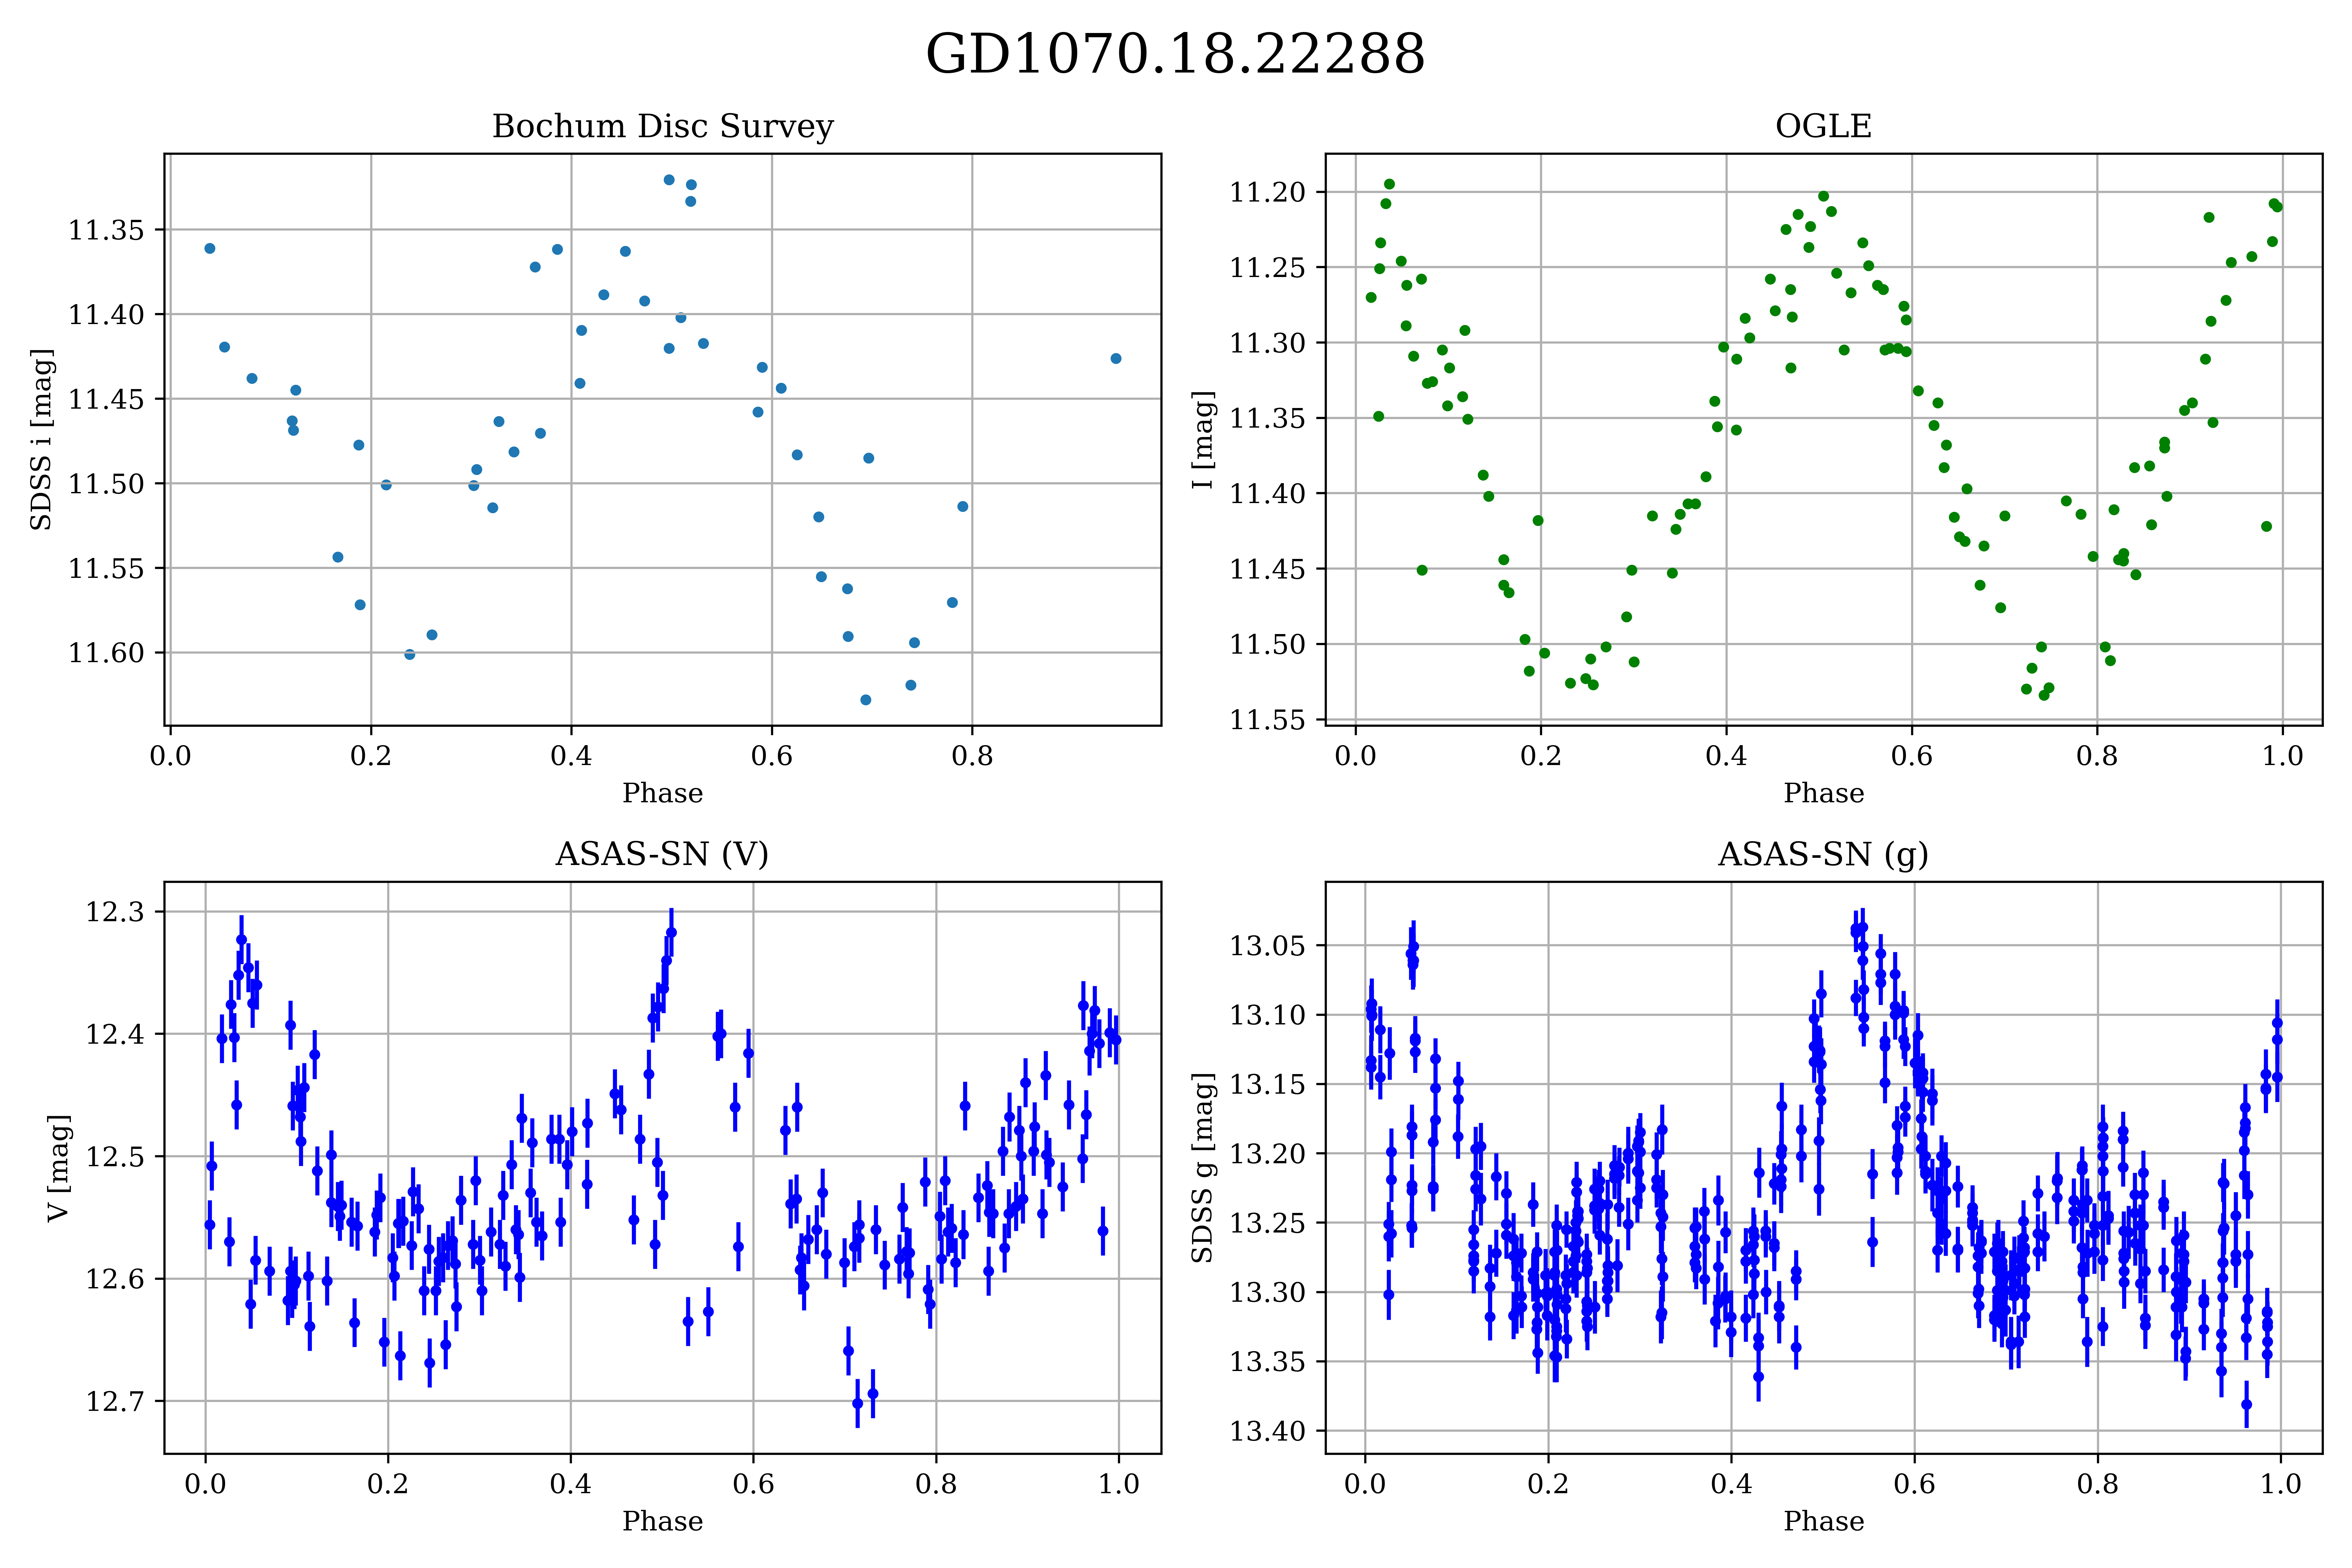 GD1070.18.22288
Bochum Disc Survey
SDSS i [mag]
11.35
11.40
11.45
11.50
11.55
11.60
0.0 0.2 0.4 0.6 0.8
Phase
OGLE
I [mag]
11.20
11.25
11.30
11.35
11.40
11.45
11.50
11.55
0.0 0.2 0.4 0.6 0.8 1.0
Phase
ASAS-SN (V)
V [mag]
12.3
12.4
12.5
12.6
12.7
0.0 0.2 0.4 0.6 0.8 1.0
Phase
ASAS-SN (g)
SDSS g [mag]
13.05
13.10
13.15
13.20
13.25
13.30
13.35
13.40
0.0 0.2 0.4 0.6 0.8 1.0
Phase